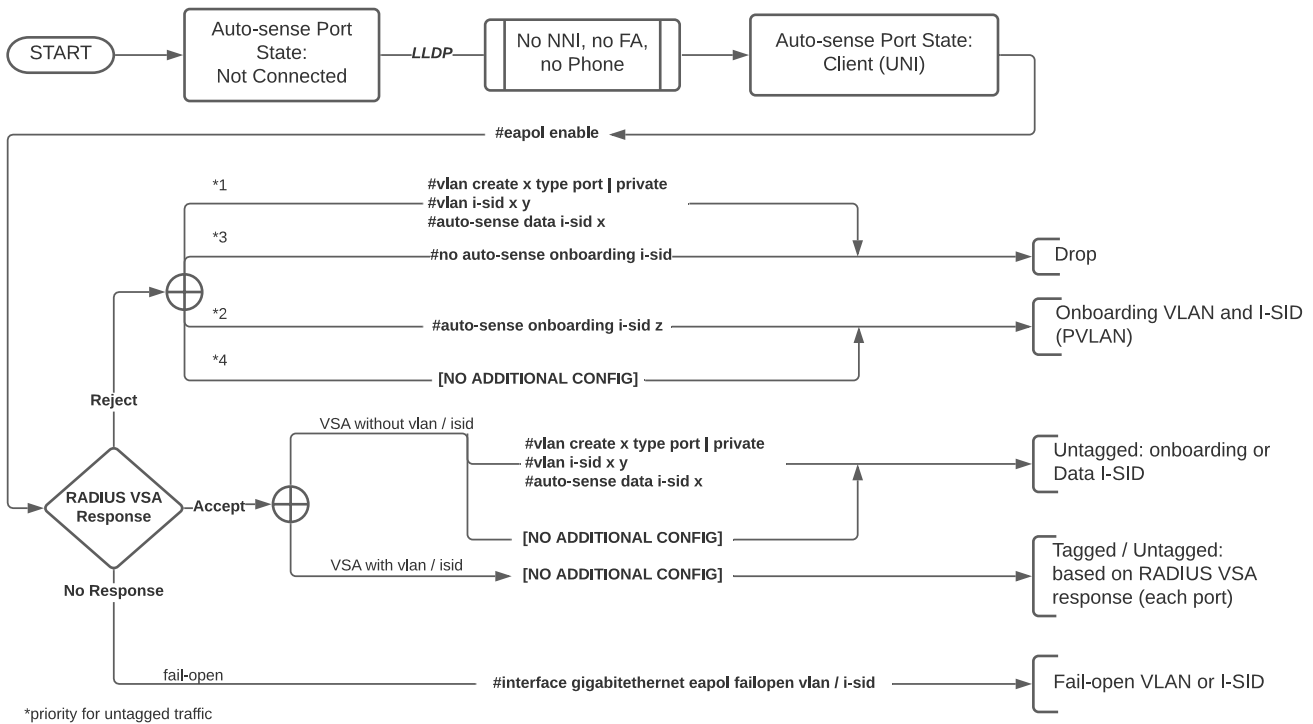 START
Auto-sense Port
State:
Not Connected
LLDP
No NNI, no FA,
no Phone
Auto-sense Port State:
Client (UNI)
#eapol enable
*1
#vlan create x type port | private
#vlan i-sid x y
#auto-sense data i-sid x
*3
#no auto-sense onboarding i-sid
Drop
*2
#auto-sense onboarding i-sid z
Onboarding VLAN and I-SID
(PVLAN)
*4
[NO ADDITIONAL CONFIG]
Reject
VSA without vlan / isid
#vlan create x type port | private
#vlan i-sid x y
#auto-sense data i-sid x
Untagged: onboarding or
Data I-SID
RADIUS VSA
Response
Accept
[NO ADDITIONAL CONFIG]
VSA with vlan / isid
[NO ADDITIONAL CONFIG]
Tagged / Untagged:
based on RADIUS VSA
response (each port)
No Response
fail-open
#interface gigabitethernet eapol failopen vlan / i-sid
Fail-open VLAN or I-SID
*priority for untagged traffic